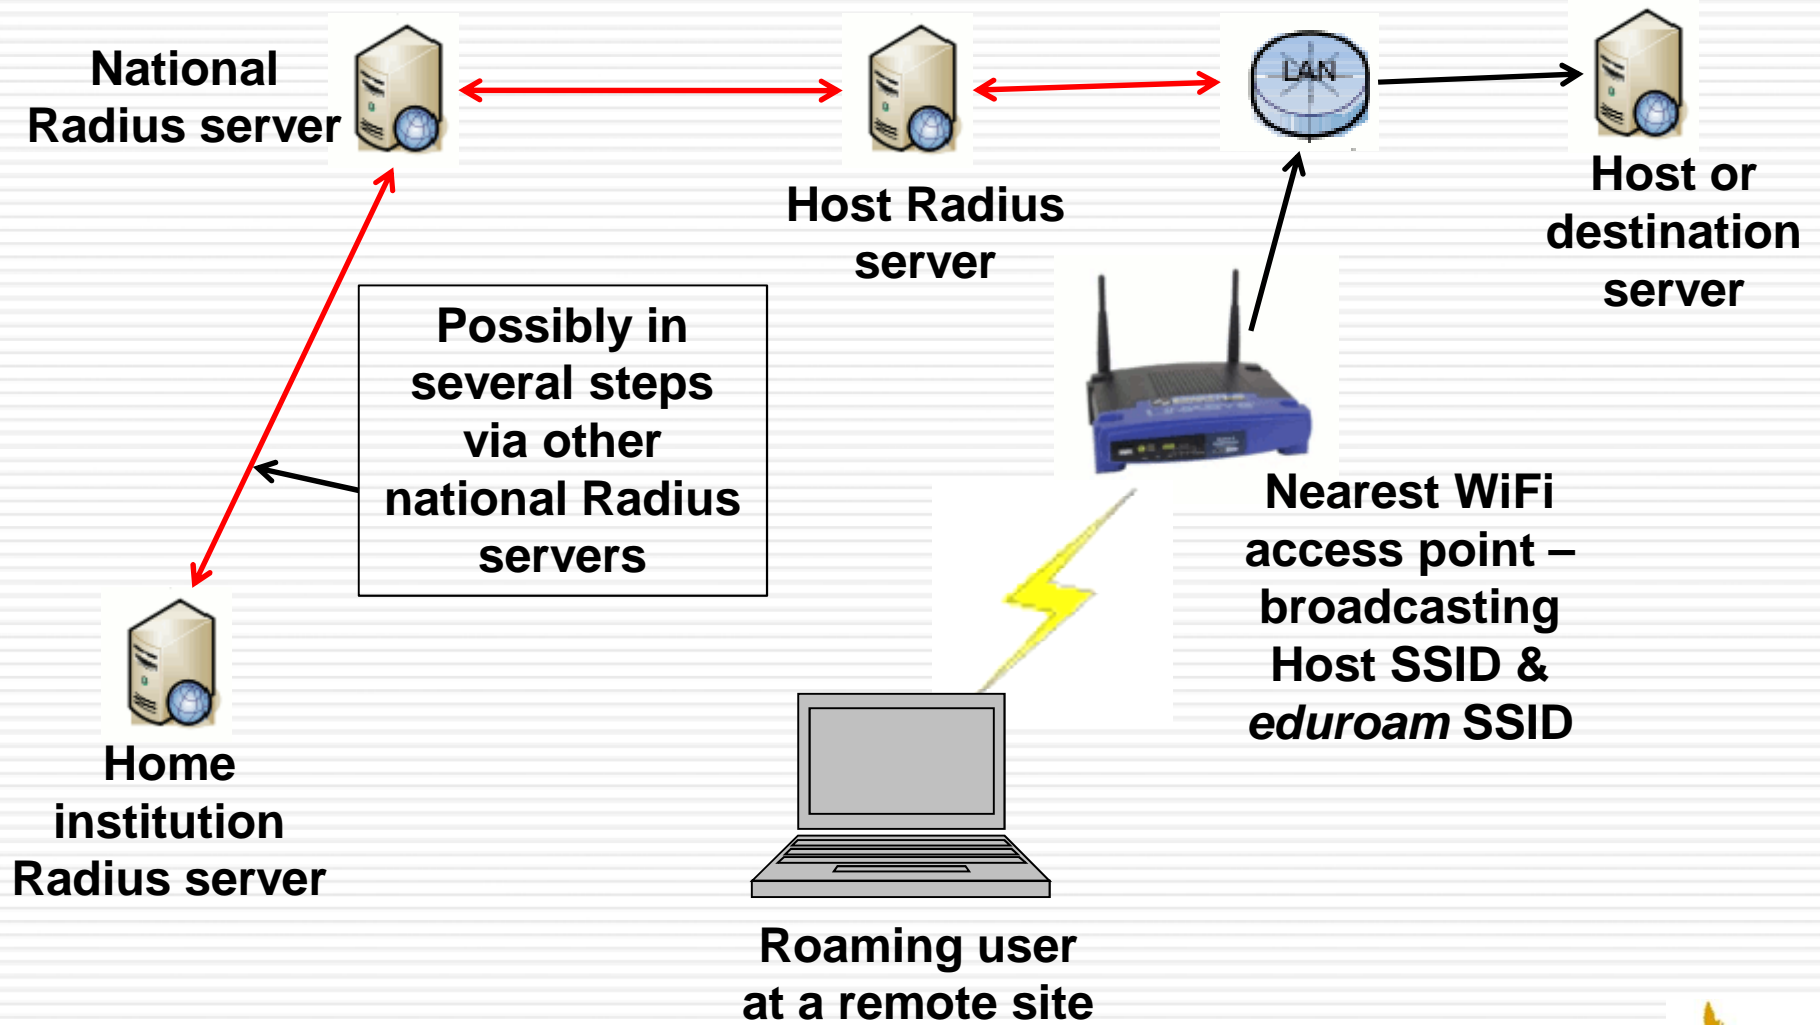 National
Radius server
LAN
Host Radius
server
Host or
destination
server
Possibly in
several steps
via other
national Radius
servers
Nearest WiFi
access point –
broadcasting
Host SSID &
eduroam SSID
Home
institution
Radius server
Roaming user
at a remote site